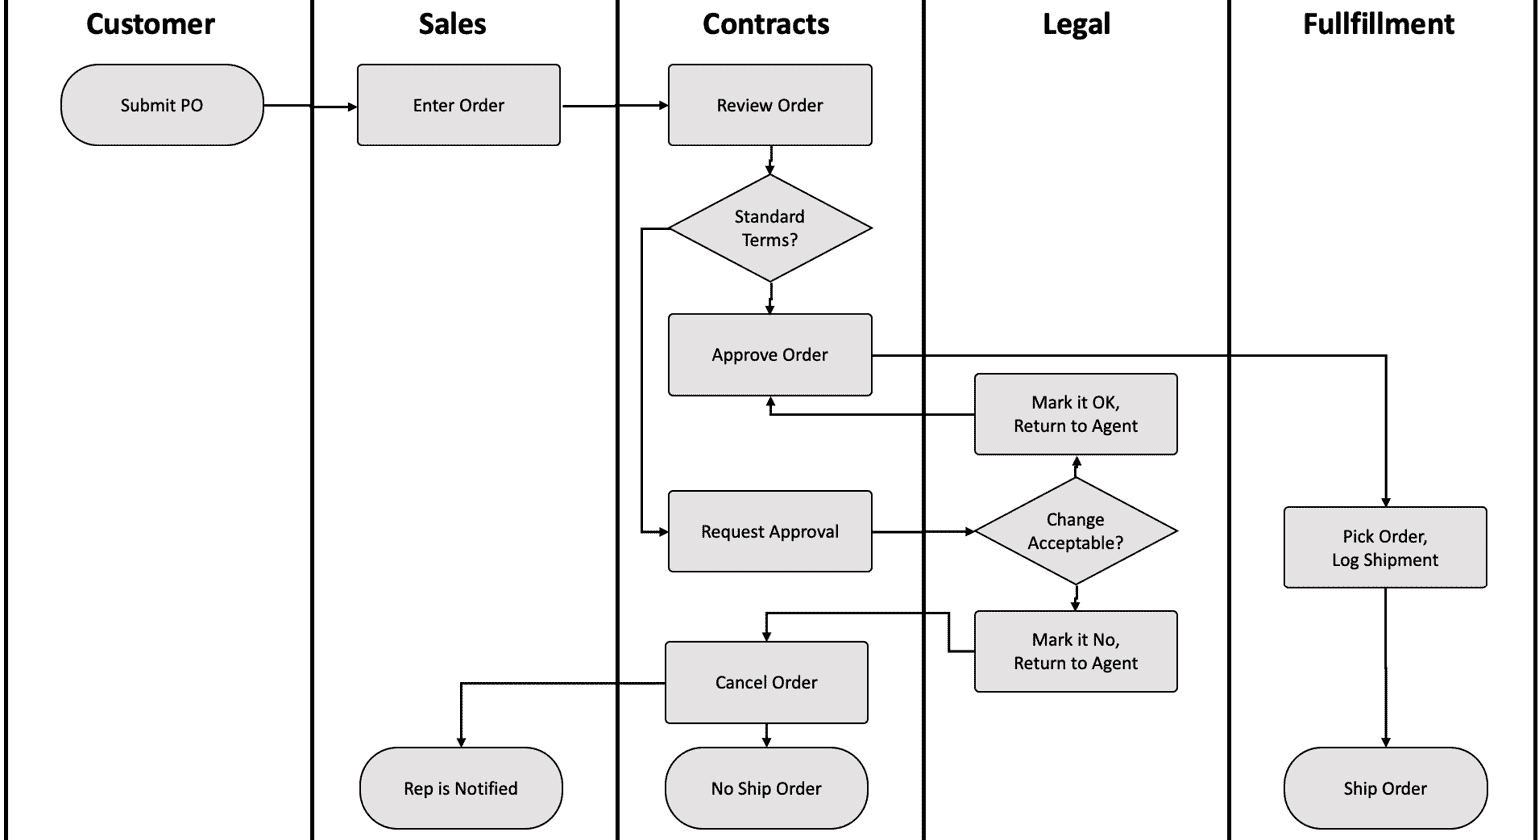 Customer
Sales
Contracts
Legal
Fullfillment
Submit PO
Enter Order
Review Order
Standard
Terms?
Approve Order
Mark it OK,
Return to Agent
Request Approval
Change
Acceptable?
Pick Order,
Log Shipment
Mark it No,
Return to Agent
Cancel Order
Rep is Notified
No Ship Order
Ship Order